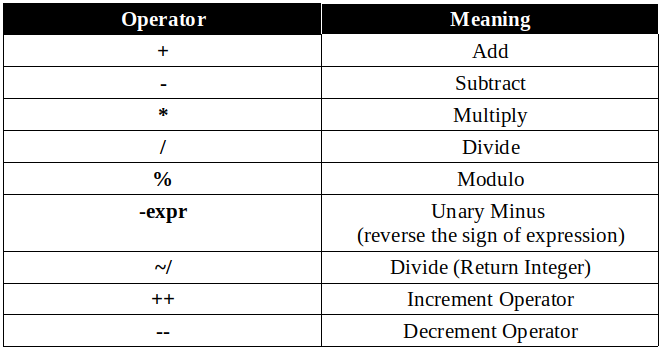 Operator Meaning
+ Add
- Subtract
* Multiply
/ Divide
% Modulo
-expr Unary Minus
(reverse the sign of expression)
~/ Divide (Return Integer)
++ Increment Operator
-- Decrement Operator